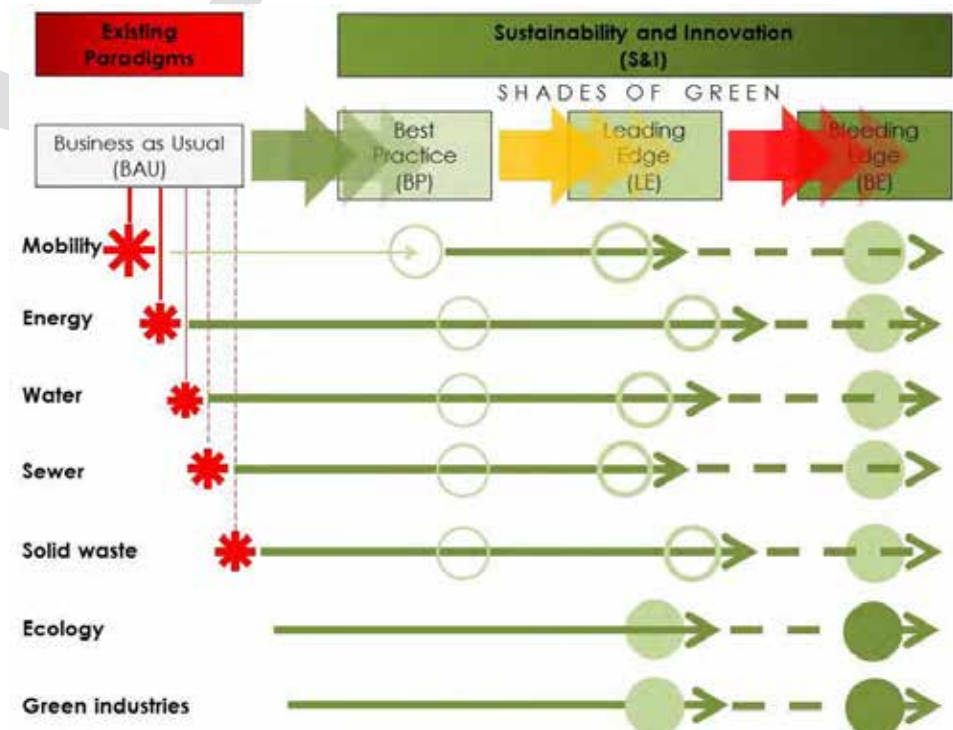 Existing
Paradigms
Sustainability and Innovation
(S&I)
SHADES OF GREEN
Business as Usual
(BAU)
Best
Practice
(BP)
Leading
Edge
(LE)
Bleeding
Edge
(BE)
Mobility
Energy
Water
Sewer
Solid waste
Ecology
Green industries